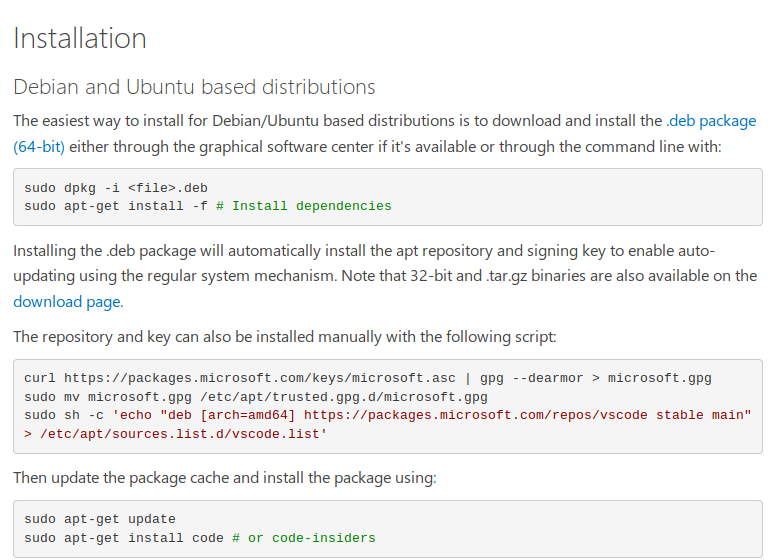 Installation
Debian and Ubuntu based distributions
The easiest way to install for Debian/Ubuntu based distributions is to download and install the .deb package
(64-bit) either through the graphical software center if it's available or through the command line with:
sudo dpkg -i <file>.deb
sudo apt-get install -f # Install dependencies
Installing the .deb package will automatically install the apt repository and signing key to enable auto-
updating using the regular system mechanism. Note that 32-bit and .tar.gz binaries are also available on the
download page.
The repository and key can also be installed manually with the following script:
curl https://packages.microsoft.com/keys/microsoft.asc | gpg --dearmor > microsoft.gpg
sudo mv microsoft.gpg /etc/apt/trusted.gpg.d/microsoft.gpg
sudo sh -c 'echo "deb [arch=amd64] https://packages.microsoft.com/repos/vscode stable main"
> /etc/apt/sources.list.d/vscode.list'
Then update the package cache and install the package using:
sudo apt-get update
sudo apt-get install code # or code-insiders